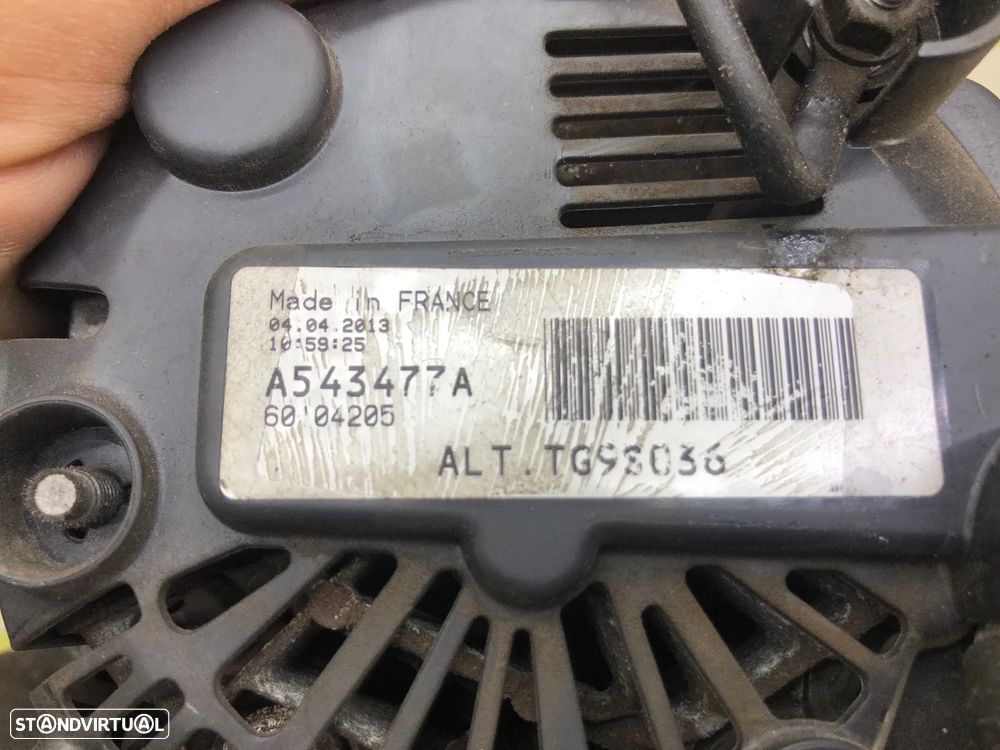 Made in FRANCE
04.04.2013
10:59:25
A543477A
60 04205
ALT. TG9S036
STANDVIRTUAL